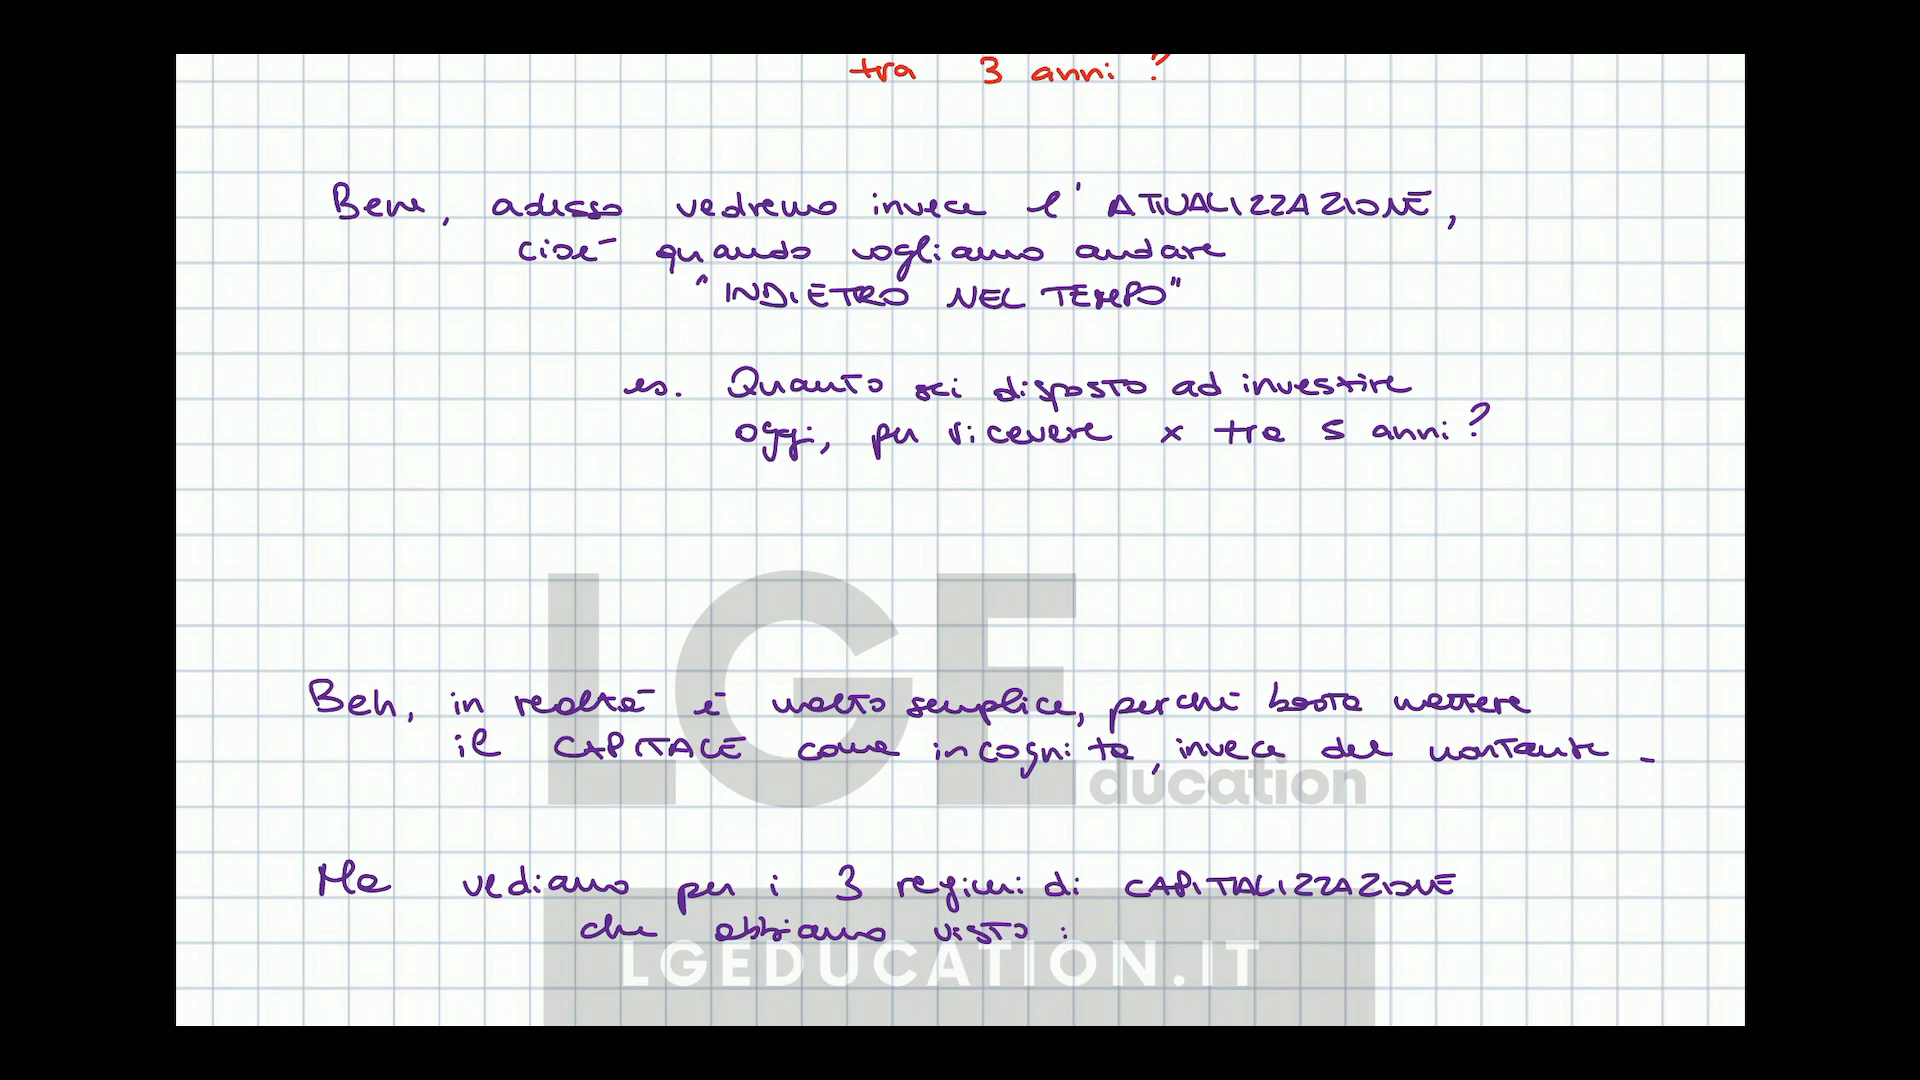 tra 3 anni ?
Bene, adesso vedremo invece l'ATTUALIZZAZIONE,
cioè quando vogliamo andare
"INDIETRO NEL TEMPO"
es. Quanto sei disposto ad investire
oggi, per ricevere x tra 5 anni ?
LGE
ducation
Beh, in realtà è molto semplice, perché basta mettere
il CAPITALE come incognita, invece del montante.
Ma vediamo per i 3 regimi di CAPITALIZZAZIONE
che abbiamo visto :
LGEDUCATION.IT